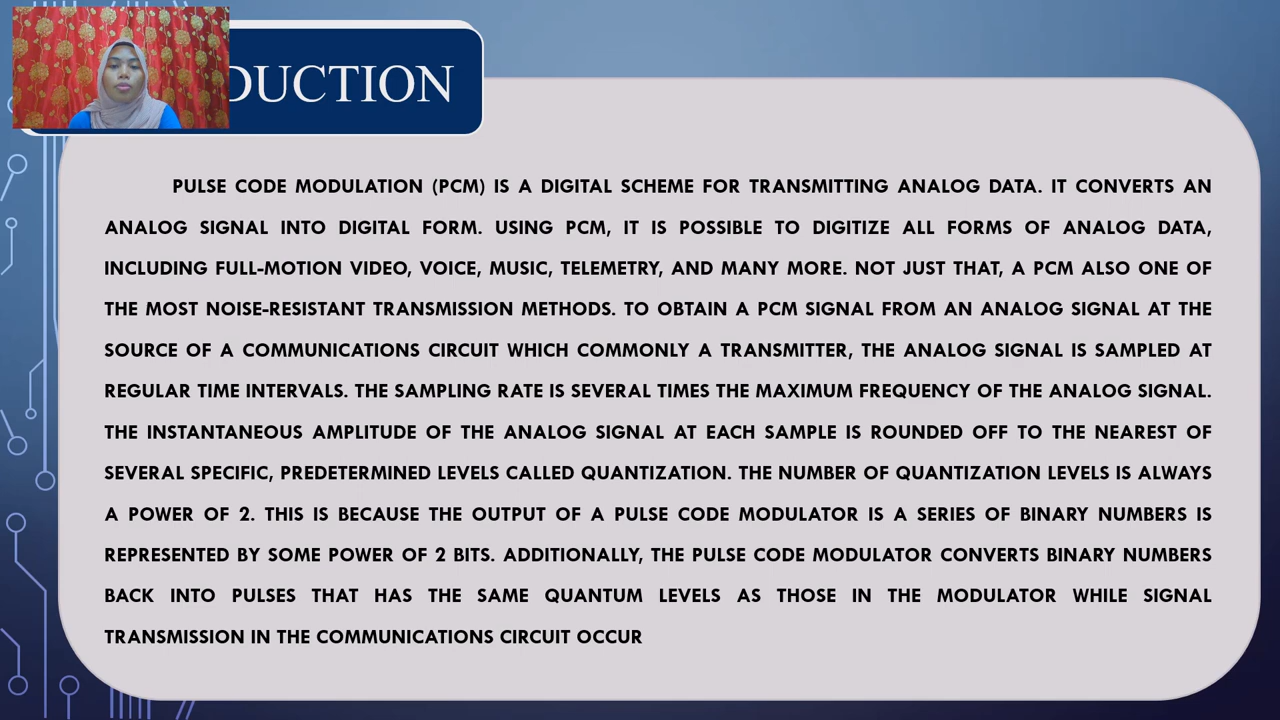 DUCTION
PULSE CODE MODULATION (PCM) IS A DIGITAL SCHEME FOR TRANSMITTING ANALOG DATA. IT CONVERTS AN
ANALOG SIGNAL INTO DIGITAL FORM. USING PCM, IT IS POSSIBLE TO DIGITIZE ALL FORMS OF ANALOG DATA,
INCLUDING FULL-MOTION VIDEO, VOICE, MUSIC, TELEMETRY, AND MANY MORE. NOT JUST THAT, A PCM ALSO ONE OF
THE MOST NOISE-RESISTANT TRANSMISSION METHODS. TO OBTAIN A PCM SIGNAL FROM AN ANALOG SIGNAL AT THE
SOURCE OF A COMMUNICATIONS CIRCUIT WHICH COMMONLY A TRANSMITTER, THE ANALOG SIGNAL IS SAMPLED AT
REGULAR TIME INTERVALS. THE SAMPLING RATE IS SEVERAL TIMES THE MAXIMUM FREQUENCY OF THE ANALOG SIGNAL.
THE INSTANTANEOUS AMPLITUDE OF THE ANALOG SIGNAL AT EACH SAMPLE IS ROUNDED OFF TO THE NEAREST OF
SEVERAL SPECIFIC, PREDETERMINED LEVELS CALLED QUANTIZATION. THE NUMBER OF QUANTIZATION LEVELS IS ALWAYS
A POWER OF 2. THIS IS BECAUSE THE OUTPUT OF A PULSE CODE MODULATOR IS A SERIES OF BINARY NUMBERS IS
REPRESENTED BY SOME POWER OF 2 BITS. ADDITIONALLY, THE PULSE CODE MODULATOR CONVERTS BINARY NUMBERS
BACK INTO PULSES THAT HAS THE SAME QUANTUM LEVELS AS THOSE IN THE MODULATOR WHILE SIGNAL
TRANSMISSION IN THE COMMUNICATIONS CIRCUIT OCCUR